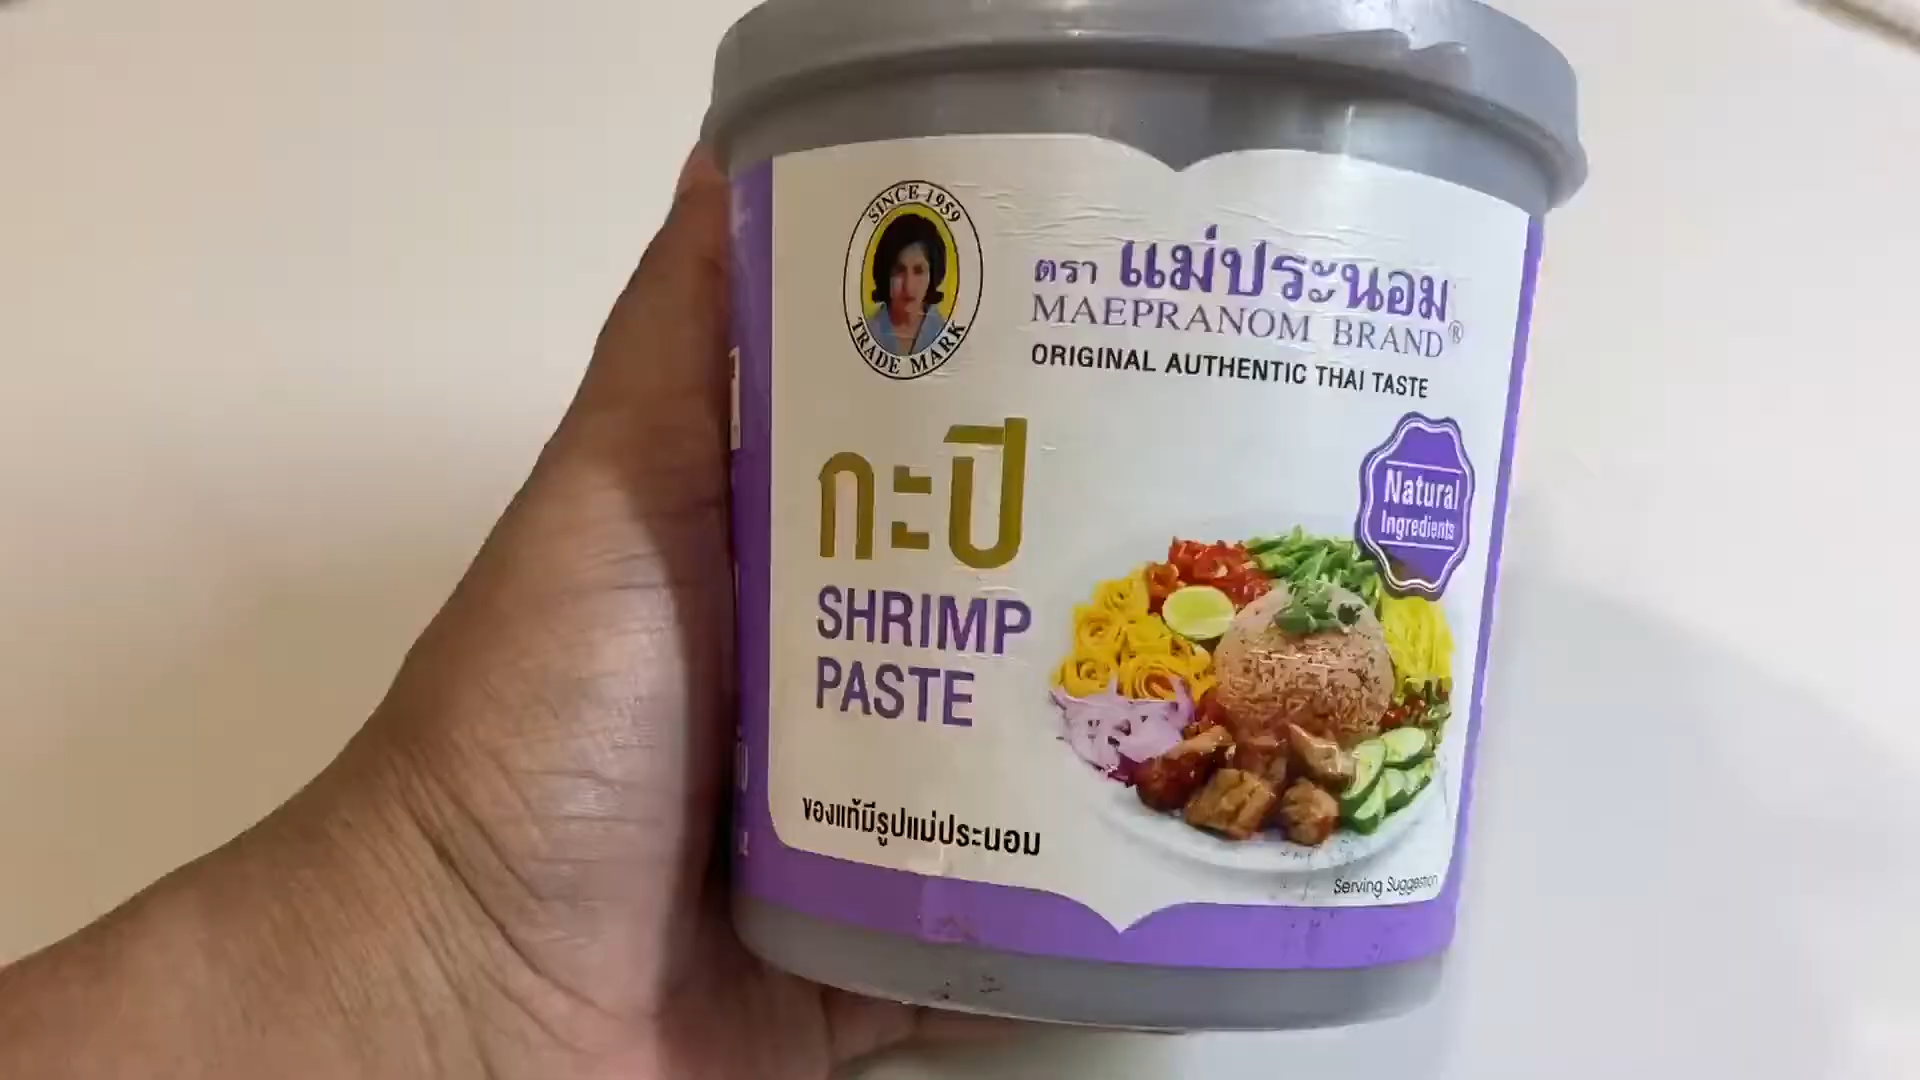 SINCE 1959
TRADE MARK
ตรา แม่ประนอม
MAEPRANOM BRAND®
ORIGINAL AUTHENTIC THAI TASTE
กะปิ
SHRIMP
PASTE
Natural
Ingredients
ของแท้มีรูปแม่ประนอม
Serving Suggestion